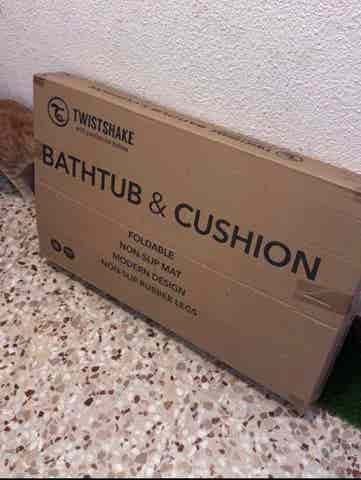 TWISTSHAKE
BATHTUB & CUSHION
FOLDABLE
NON-SLIP MAT
MODERN DESIGN
NON-SLIP RUBBER LEGS